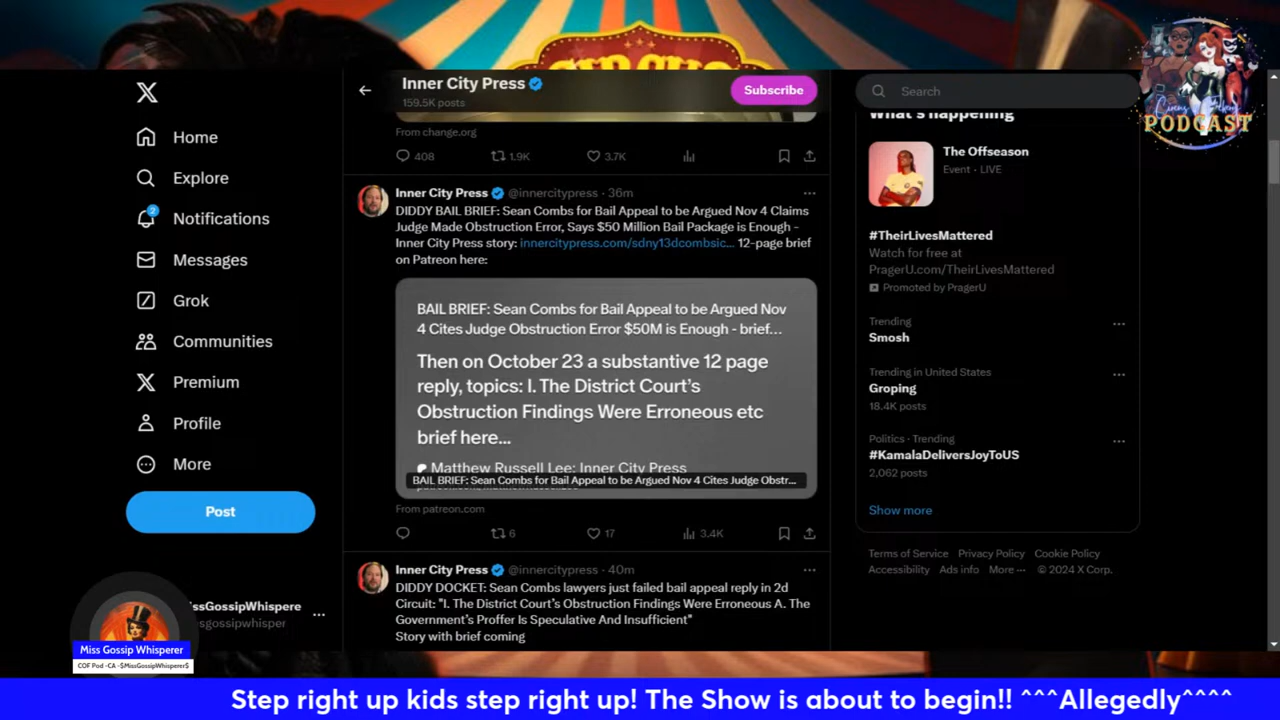 PODCAST
Inner City Press
159.5K posts
Subscribe
Search
From change.org
408
1.9K
3.7K
Home
Explore
2
Notifications
Messages
Grok
Communities
Premium
Profile
More
Post
Inner City Press @innercitypress · 36m
DIDDY BAIL BRIEF: Sean Combs for Bail Appeal to be Argued Nov 4 Claims
Judge Made Obstruction Error, Says $50 Million Bail Package is Enough -
Inner City Press story: innercitypress.com/sdny13dcombsic... 12-page brief
on Patreon here:
BAIL BRIEF: Sean Combs for Bail Appeal to be Argued Nov
4 Cites Judge Obstruction Error $50M is Enough - brief...
Then on October 23 a substantive 12 page
reply, topics: I. The District Court's
Obstruction Findings Were Erroneous etc
brief here...
Matthew Russell Lee: Inner City Press
BAIL BRIEF: Sean Combs for Bail Appeal to be Argued Nov 4 Cites Judge Obstr...
From patreon.com
6
17
3.4K
Inner City Press @innercitypress · 40m
DIDDY DOCKET: Sean Combs lawyers just failed bail appeal reply in 2d
Circuit: "I. The District Court's Obstruction Findings Were Erroneous A. The
Government's Proffer Is Speculative And Insufficient"
Story with brief coming
What's happening
The Offseason
Event · LIVE
#TheirLivesMattered
Watch for free at
PragerU.com/TheirLivesMattered
Promoted by PragerU
Trending
Smosh
Trending in United States
Groping
18.4K posts
Politics · Trending
#KamalaDeliversJoyToUS
2,062 posts
Show more
Terms of Service Privacy Policy Cookie Policy
Accessibility Ads info More ··· © 2024 X Corp.
ssGossipWhispere
sgossipwhisper
Miss Gossip Whisperer
COF Pod -CA -$MissGossipWhisperer$
Step right up kids step right up! The Show is about to begin!! ^^^Allegedly^^^^